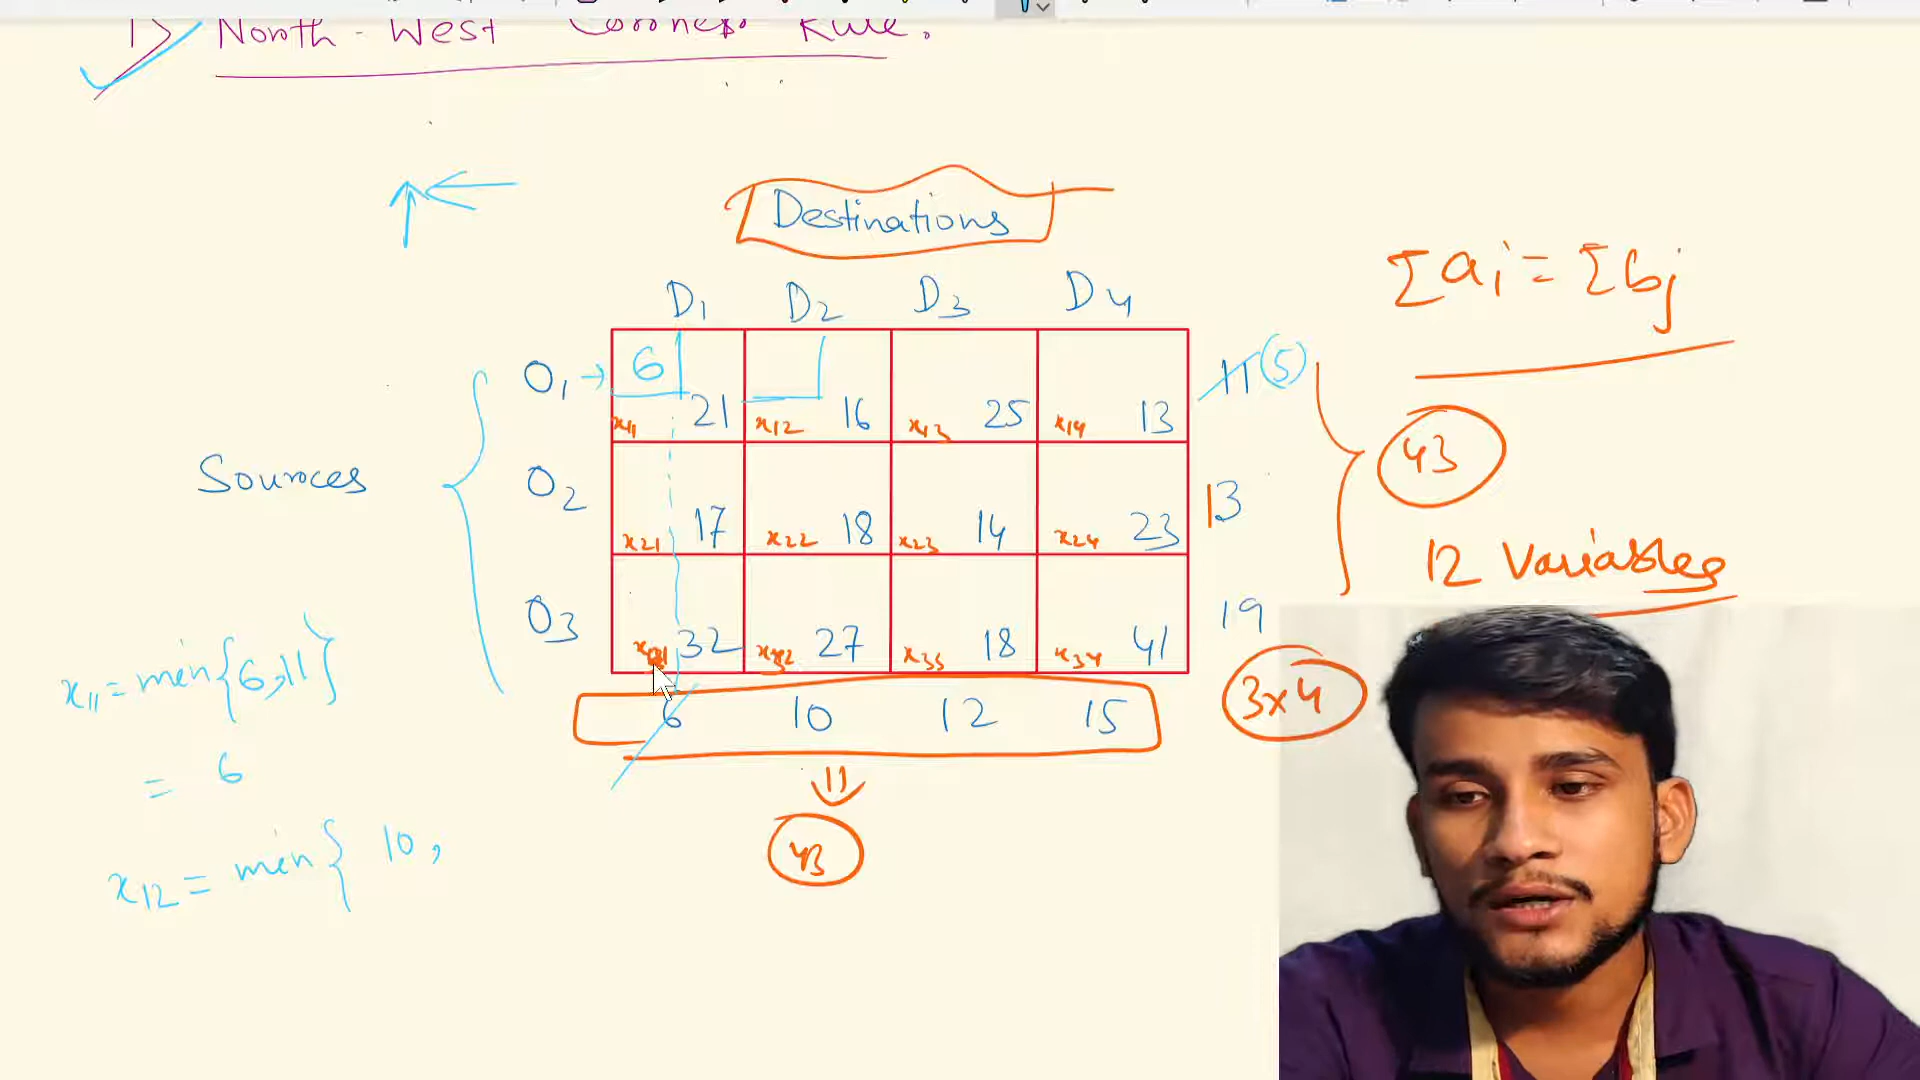 1) North-West Corner Rule.
Destinations
Σai = Σbj
D1 D2 D3 D4
O1 → 6 11 (5)
x11 21 x12 16 x13 25 x14 13
43
Sources
O2 13
x21 17 x22 18 x23 14 x24 23
12 Variables
O3 19
x31 32 x32 27 x33 18 x34 41
x11 = min{6,11}
3x4
6 10 12 15
= 6
43
x12 = min{ 10,